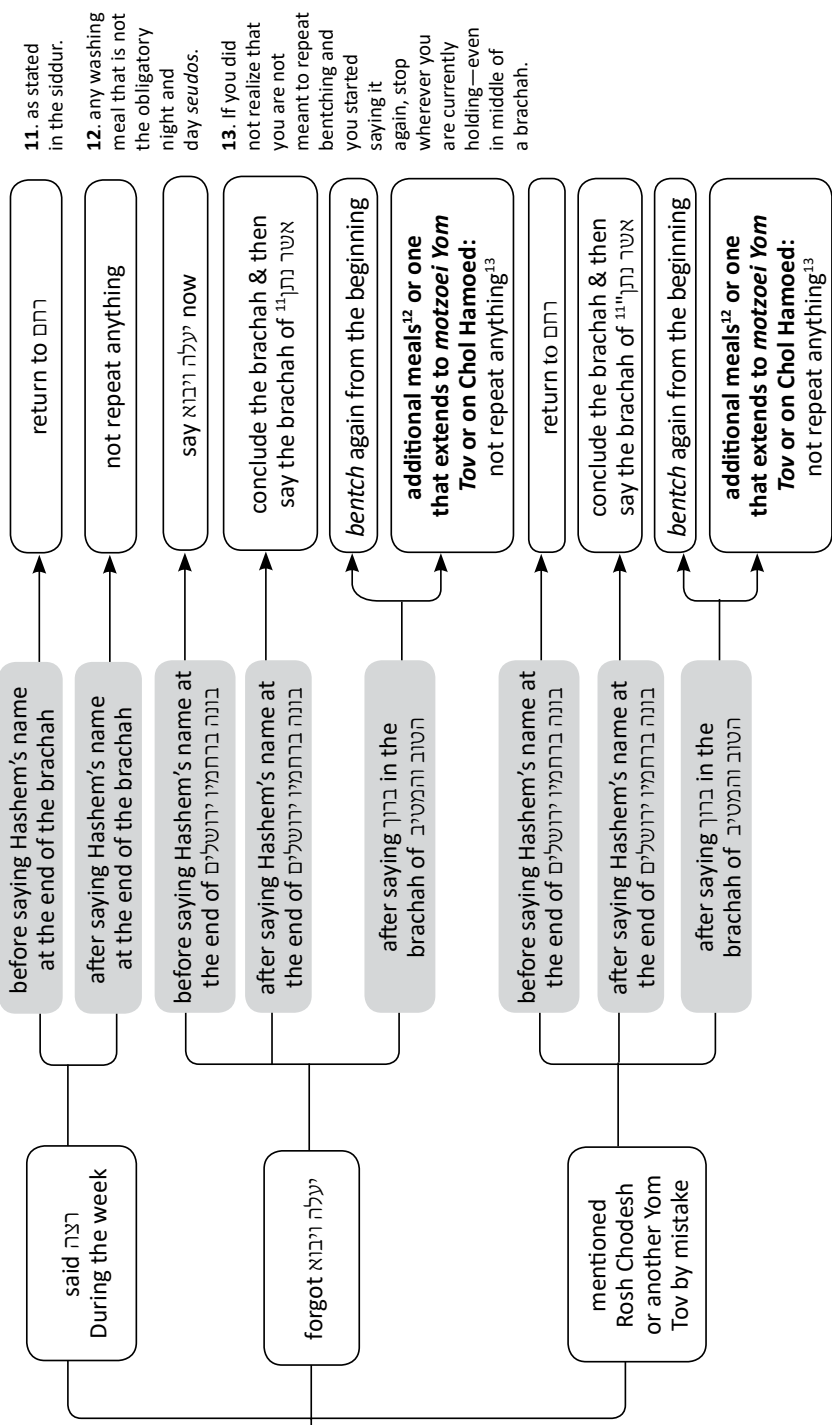 said רצה
During the week
before saying Hashem's name
at the end of the brachah
return to רחם
after saying Hashem's name
at the end of the brachah
not repeat anything
forgot יעלה ויבוא
before saying Hashem's name at
the end of בונה ברחמיו ירושלים
say יעלה ויבוא now
after saying Hashem's name at
the end of בונה ברחמיו ירושלים
conclude the brachah & then
say the brachah of אשר נתן11
after saying ברוך in the
brachah of הטוב והמטיב
bentch again from the beginning
additional meals12 or one
that extends to motzoei Yom
Tov or on Chol Hamoed:
not repeat anything13
mentioned
Rosh Chodesh
or another Yom
Tov by mistake
before saying Hashem's name at
the end of בונה ברחמיו ירושלים
return to רחם
after saying Hashem's name at
the end of בונה ברחמיו ירושלים
conclude the brachah & then
say the brachah of אשר נתן"11
after saying ברוך in the
brachah of הטוב והמטיב
bentch again from the beginning
additional meals12 or one
that extends to motzoei Yom
Tov or on Chol Hamoed:
not repeat anything13
11. as stated
in the siddur.
12. any washing
meal that is not
the obligatory
night and
day seudos.
13. If you did
not realize that
you are not
meant to repeat
bentching and
you started
saying it
again, stop
wherever you
are currently
holding—even
in middle of
a brachah.